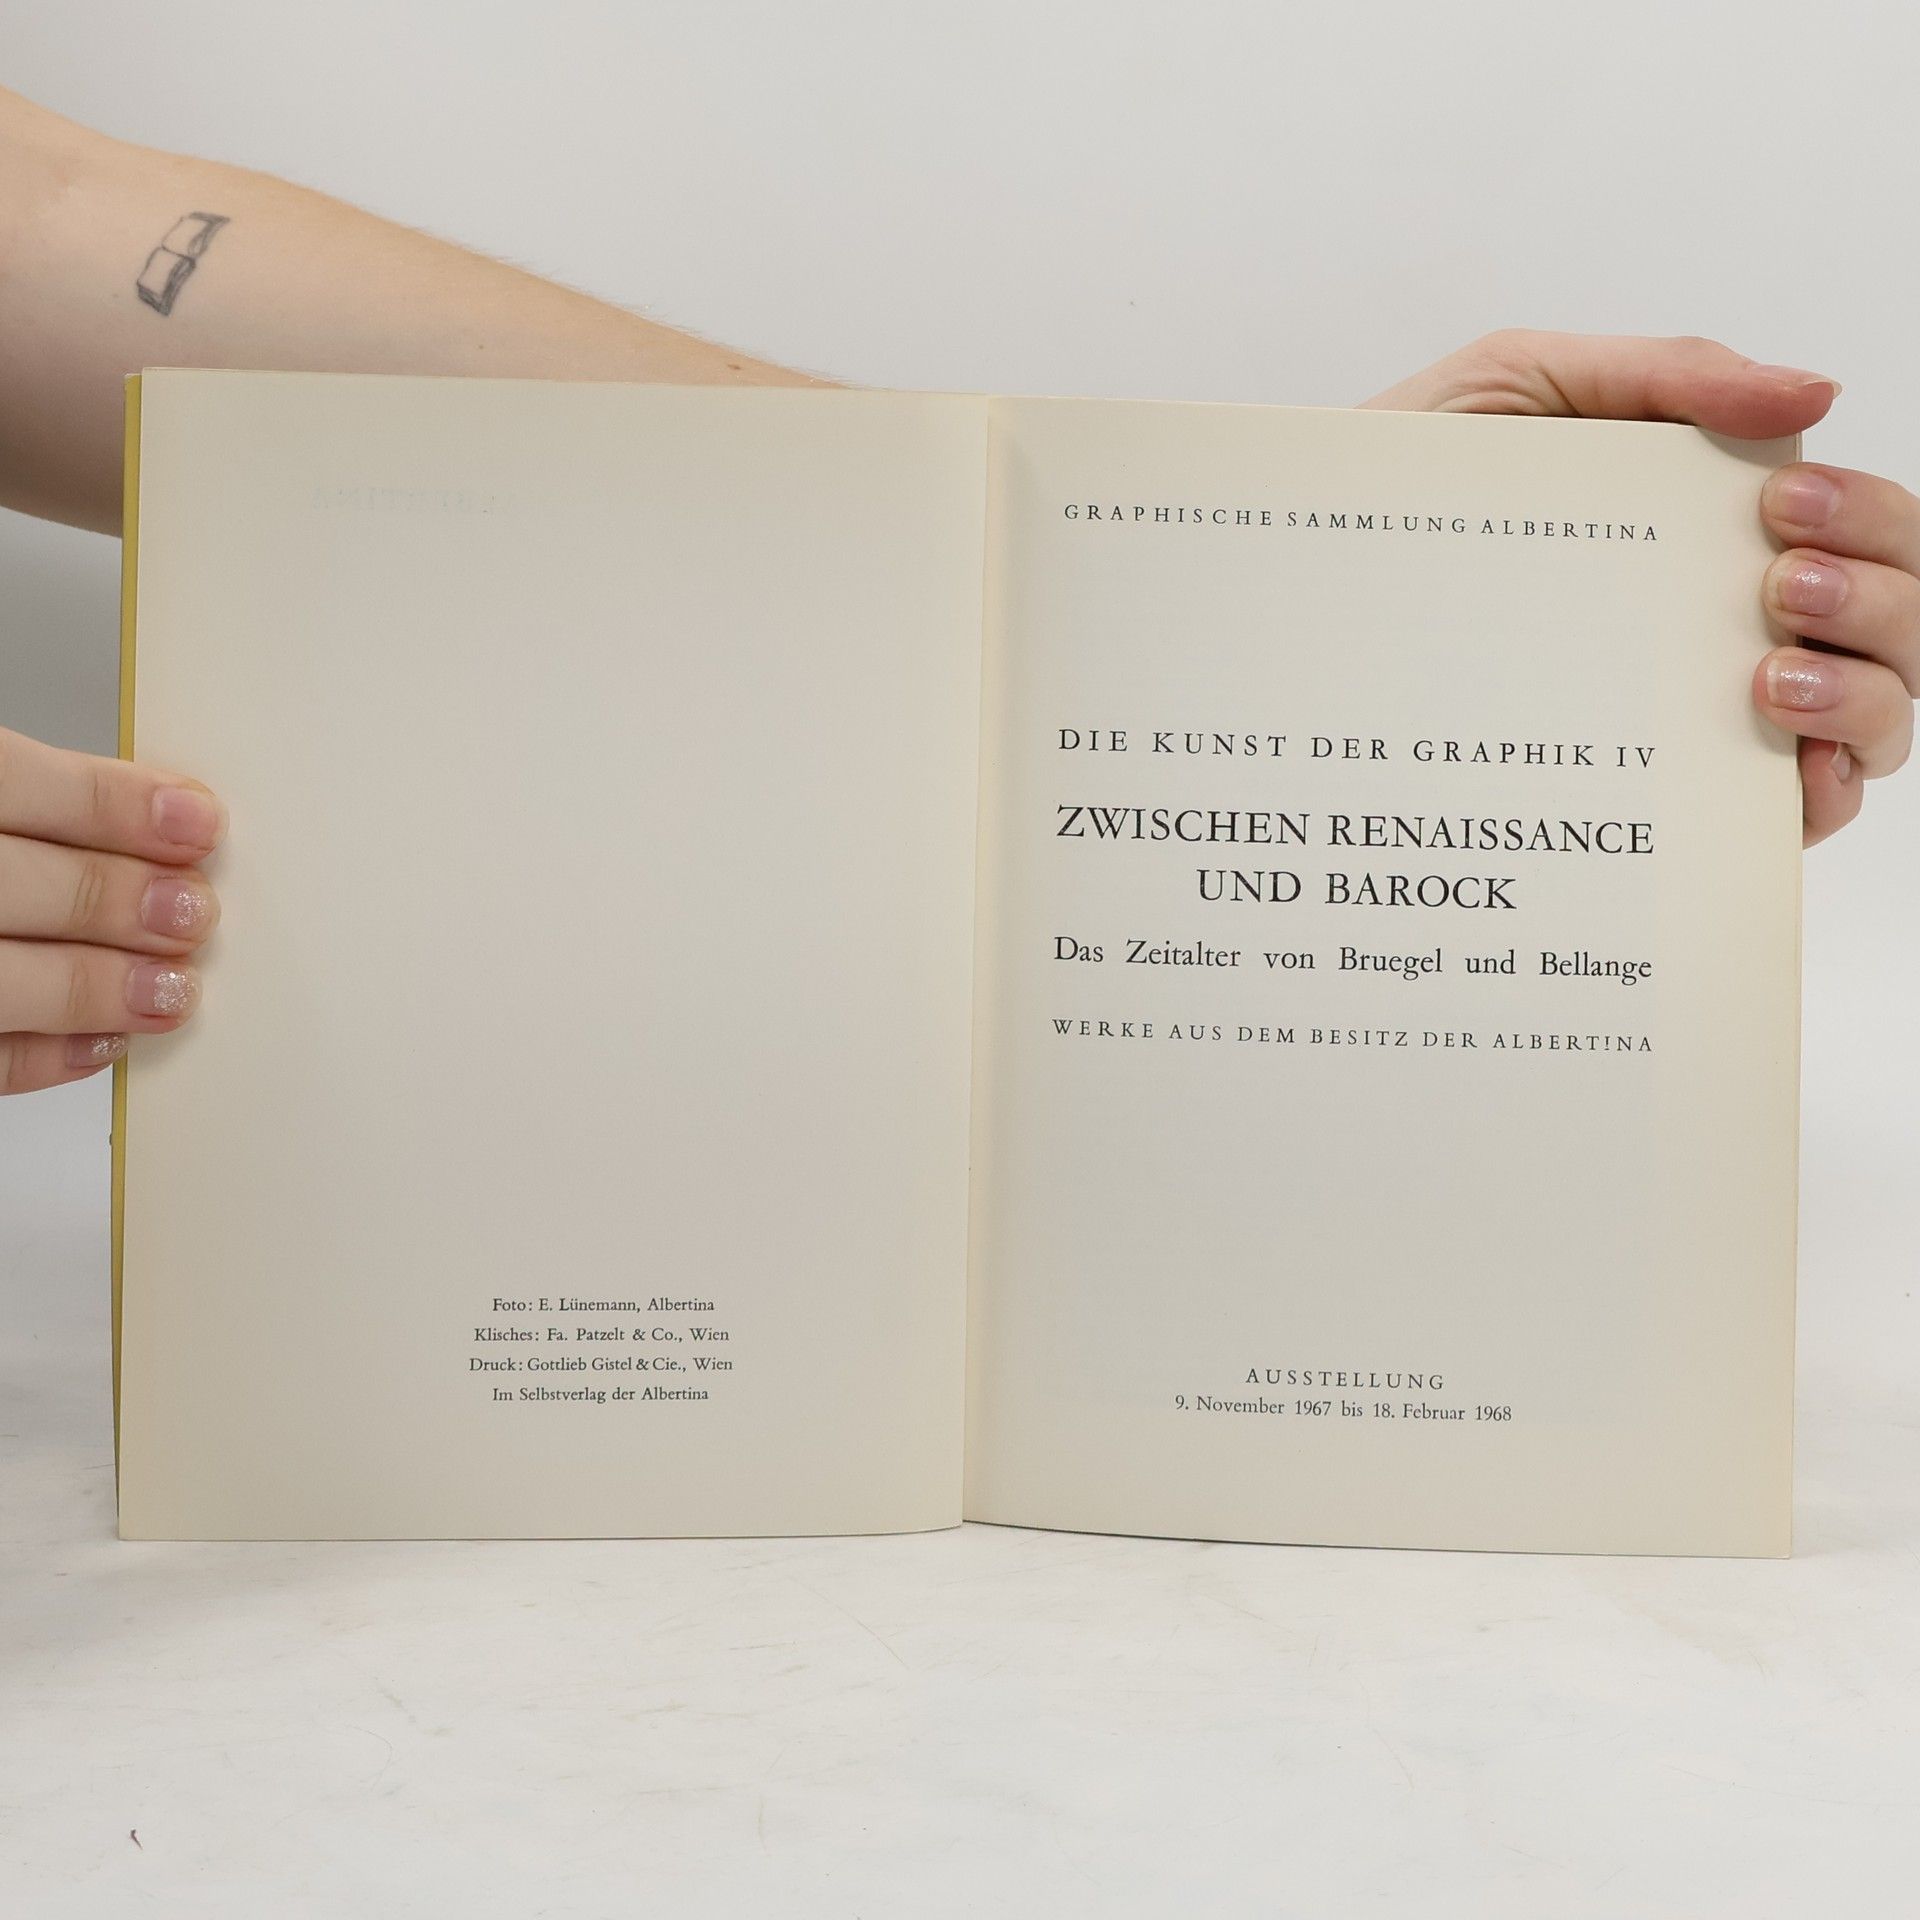 Foto: E. Lünemann, Albertina
Klisches: Fa. Patzelt & Co., Wien
Druck: Gottlieb Gistel & Cie., Wien
Im Selbstverlag der Albertina
GRAPHISCHE SAMMLUNG ALBERTINA
DIE KUNST DER GRAPHIK IV
ZWISCHEN RENAISSANCE
UND BAROCK
Das Zeitalter von Bruegel und Bellange
WERKE AUS DEM BESITZ DER ALBERTINA
AUSSTELLUNG
9. November 1967 bis 18. Februar 1968